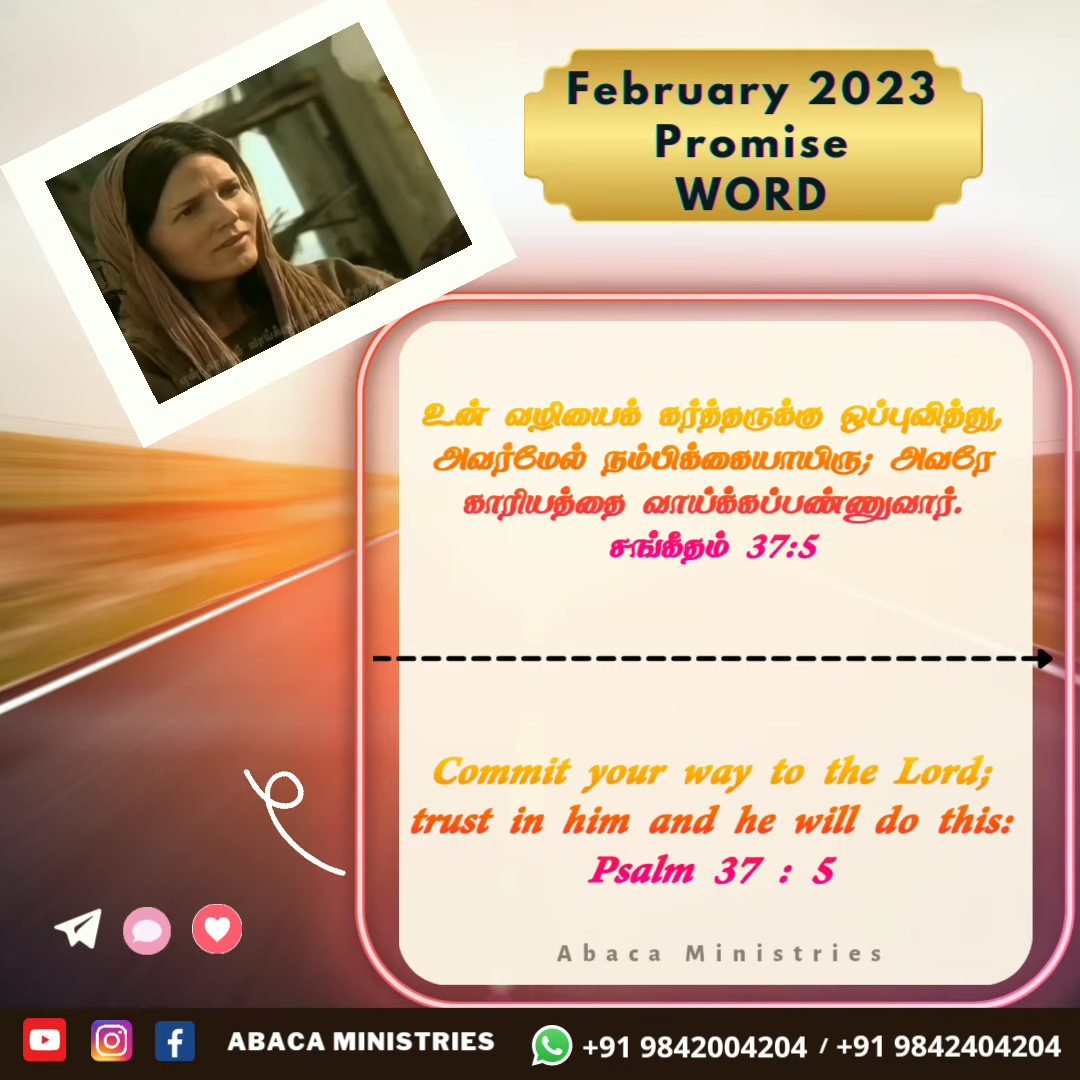 February 2023
Promise
WORD
உன் வழியைக் கர்த்தருக்கு ஒப்புவித்து,
அவர்மேல் நம்பிக்கையாயிரு; அவரே
காரியத்தை வாய்க்கப்பண்ணுவார்.
சங்கீதம் 37:5
Commit your way to the Lord;
trust in him and he will do this:
Psalm 37 : 5
Abaca Ministries
ABACA MINISTRIES
+91 9842004204 / +91 9842404204